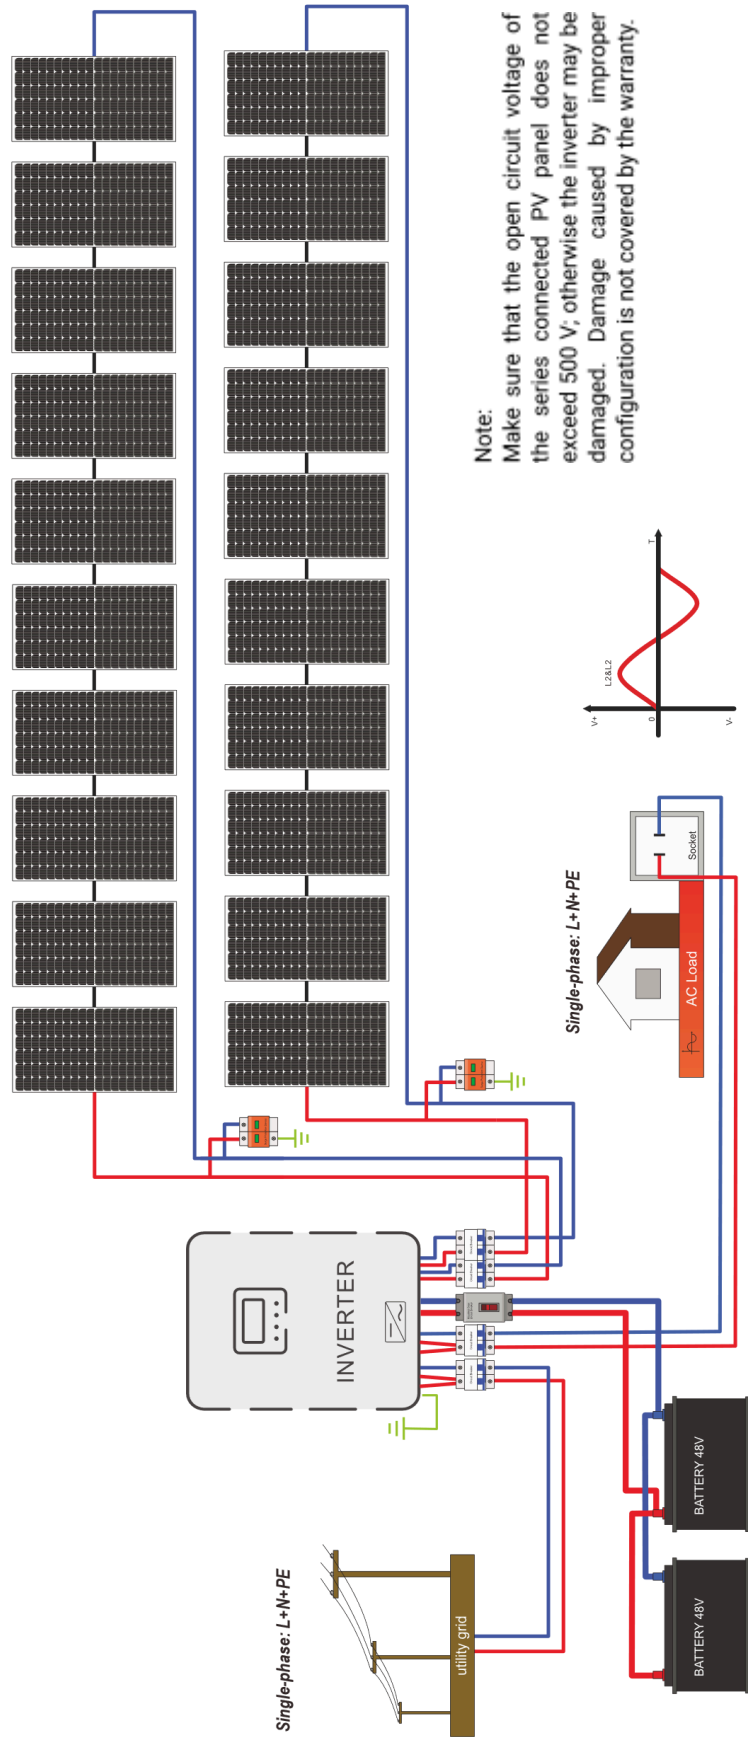 Note:
Make sure that the open circuit voltage of
the series connected PV panel does not
exceed 500 V; otherwise the inverter may be
damaged. Damage caused by improper
configuration is not covered by the warranty.
INVERTER
Single-phase: L+N+PE
utility grid
Single-phase: L+N+PE
AC Load
Socket
V+
L2&L2
0
T
V-
BATTERY 48V
BATTERY 48V